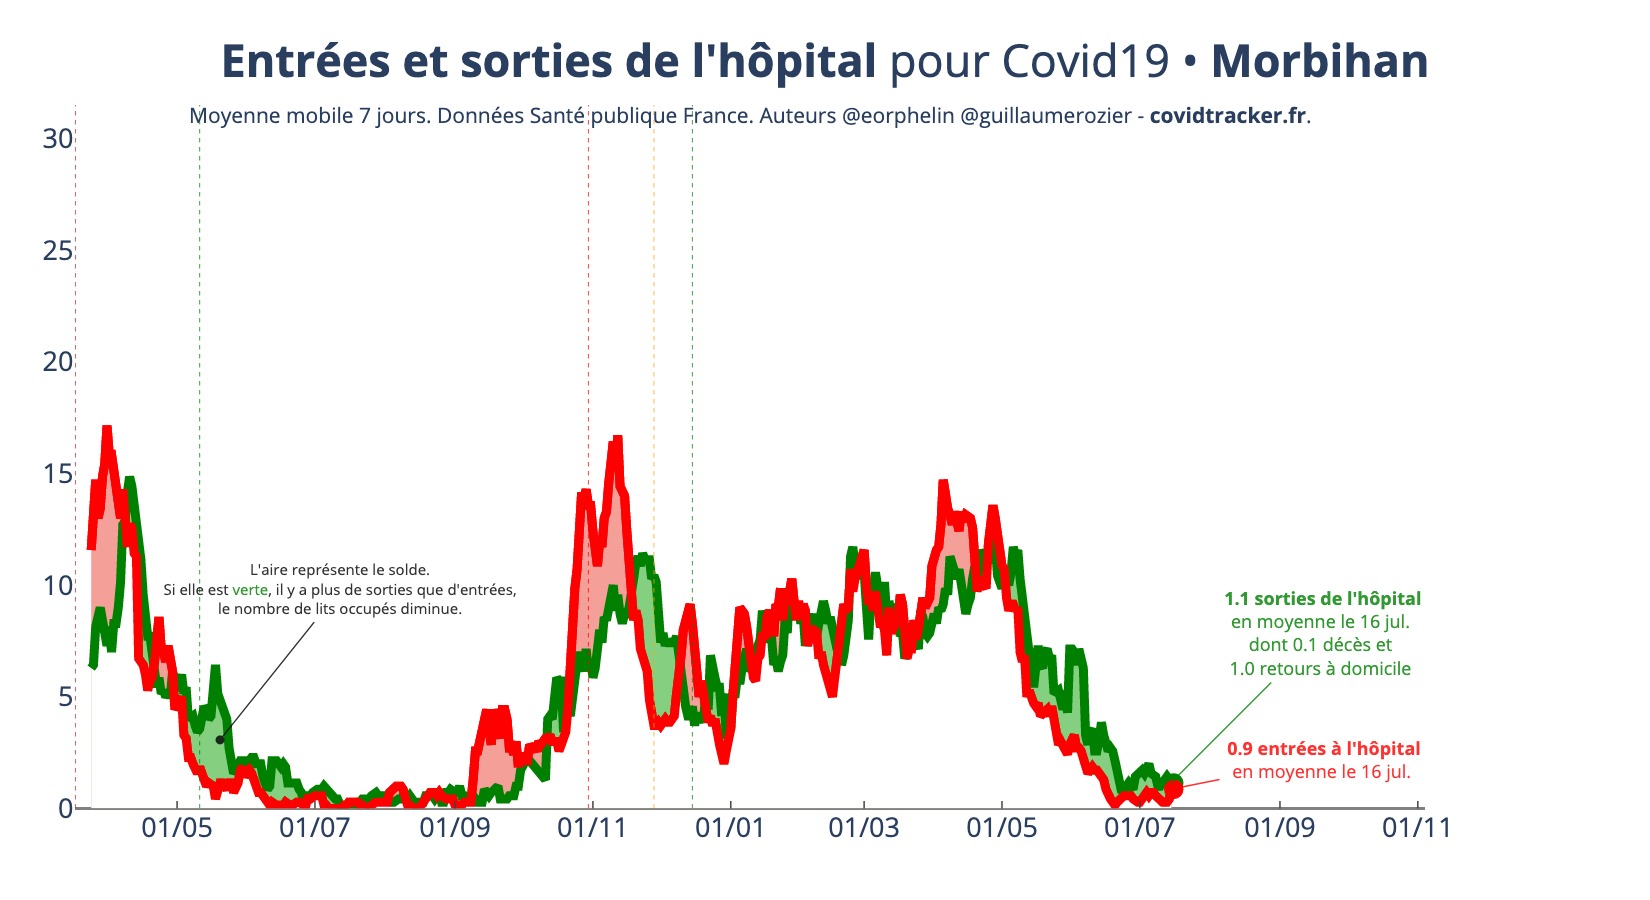 Entrées et sorties de l'hôpital pour Covid19 • Morbihan
Moyenne mobile 7 jours. Données Santé publique France. Auteurs @eorphelin @guillaumerozier - covidtracker.fr.
30
25
20
15
10
5
0
L'aire représente le solde.
Si elle est verte, il y a plus de sorties que d'entrées,
le nombre de lits occupés diminue.
1.1 sorties de l'hôpital
en moyenne le 16 jul.
dont 0.1 décès et
1.0 retours à domicile
0.9 entrées à l'hôpital
en moyenne le 16 jul.
01/05 01/07 01/09 01/11 01/01 01/03 01/05 01/07 01/09 01/11